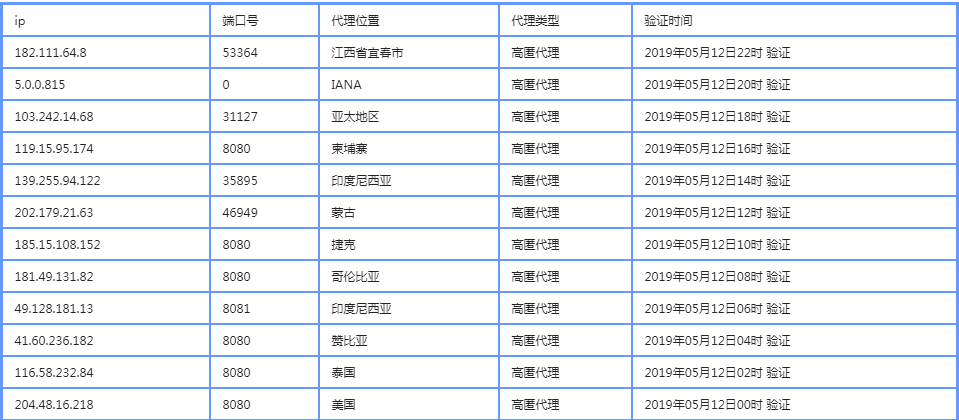 ip 端口号 代理位置 代理类型 验证时间
182.111.64.8 53364 江西省宜春市 高匿代理 2019年05月12日22时 验证
5.0.0.815 0 IANA 高匿代理 2019年05月12日20时 验证
103.242.14.68 31127 亚太地区 高匿代理 2019年05月12日18时 验证
119.15.95.174 8080 柬埔寨 高匿代理 2019年05月12日16时 验证
139.255.94.122 35895 印度尼西亚 高匿代理 2019年05月12日14时 验证
202.179.21.63 46949 蒙古 高匿代理 2019年05月12日12时 验证
185.15.108.152 8080 捷克 高匿代理 2019年05月12日10时 验证
181.49.131.82 8080 哥伦比亚 高匿代理 2019年05月12日08时 验证
49.128.181.13 8081 印度尼西亚 高匿代理 2019年05月12日06时 验证
41.60.236.182 8080 赞比亚 高匿代理 2019年05月12日04时 验证
116.58.232.84 8080 泰国 高匿代理 2019年05月12日02时 验证
204.48.16.218 8080 美国 高匿代理 2019年05月12日00时 验证